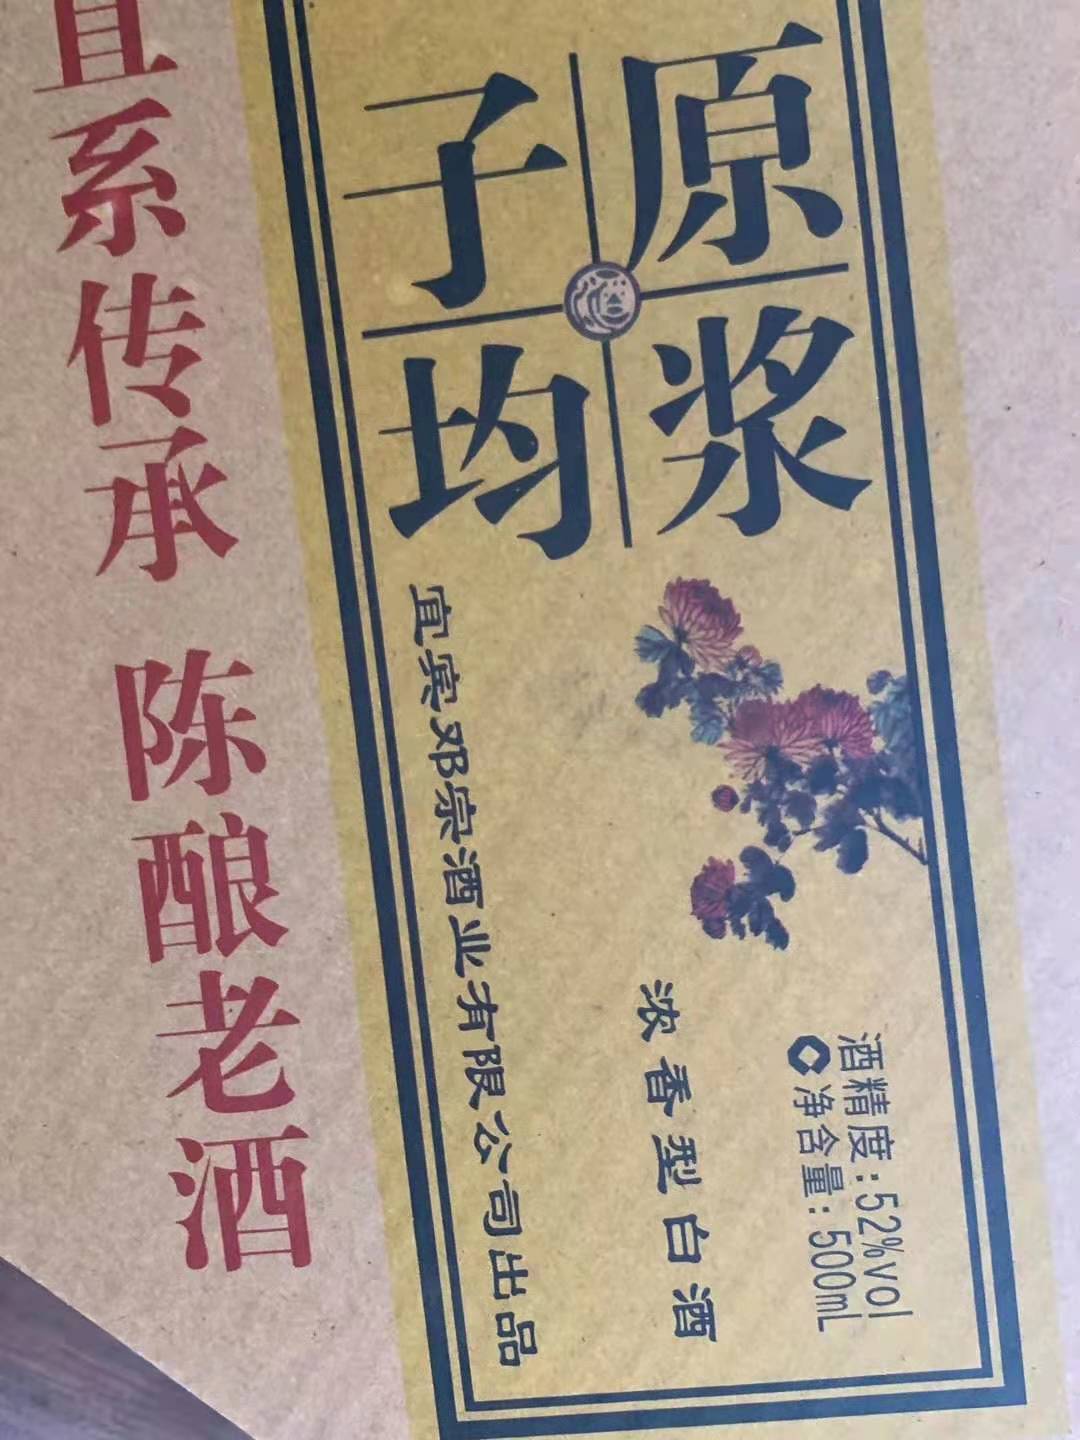 直系传承 陈酿老酒
子均
原浆
宜宾邓宗酒业有限公司出品
浓香型白酒
酒精度:52%vol
净含量:500mL